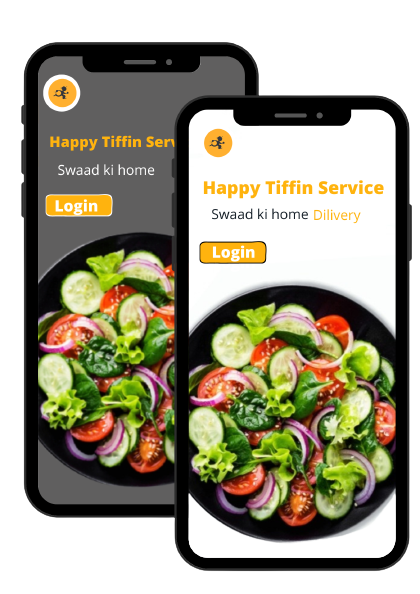 Happy Tiffin Serv
Swaad ki home
Login
Happy Tiffin Service
Swaad ki home Dilivery
Login